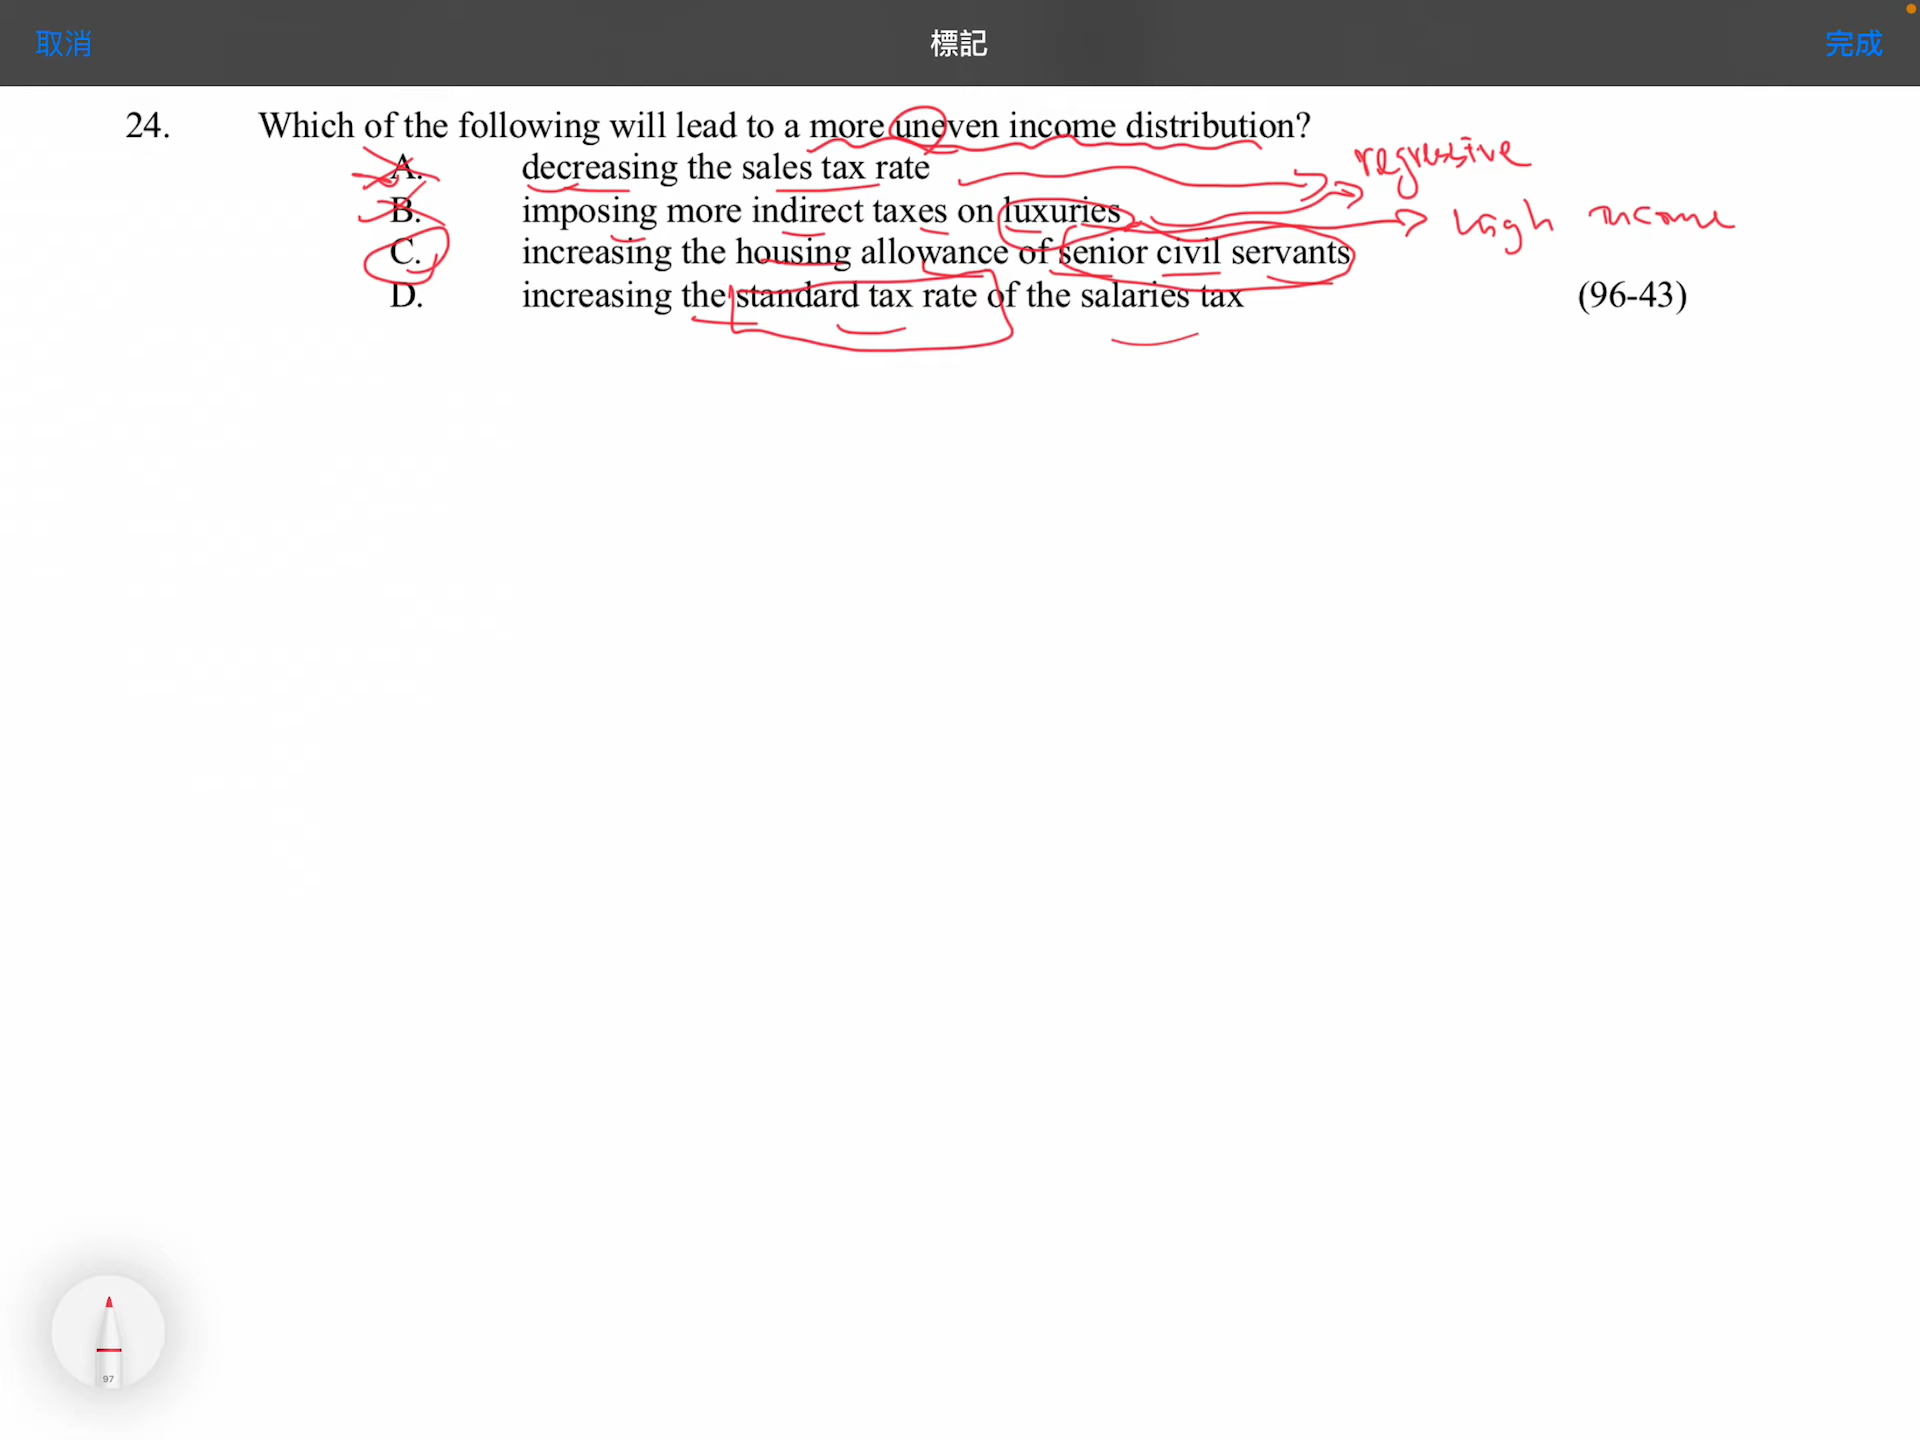 取消 標記 完成
24. Which of the following will lead to a more uneven income distribution?
regressive
A. decreasing the sales tax rate
B. imposing more indirect taxes on luxuries
high income
C. increasing the housing allowance of senior civil servants
D. increasing the standard tax rate of the salaries tax (96-43)
97